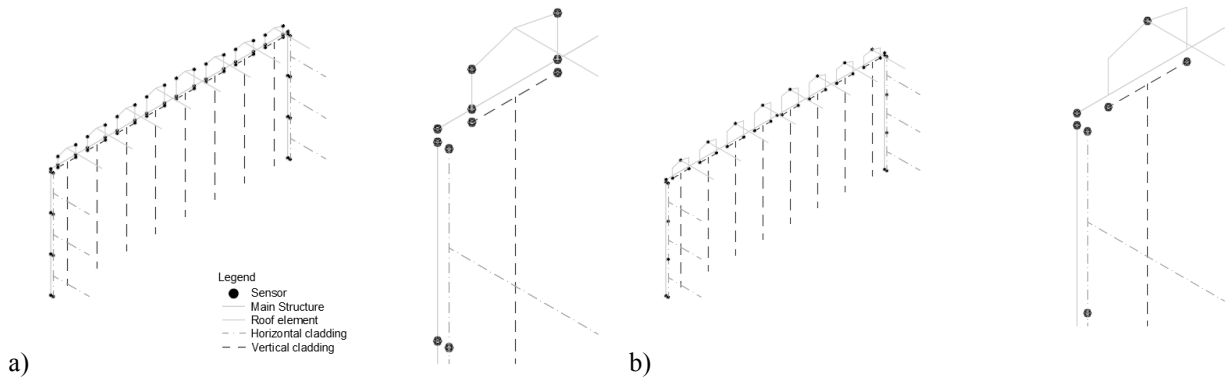 Legend
Sensor
Main Structure
Roof element
Horizontal cladding
Vertical cladding
a)
b)